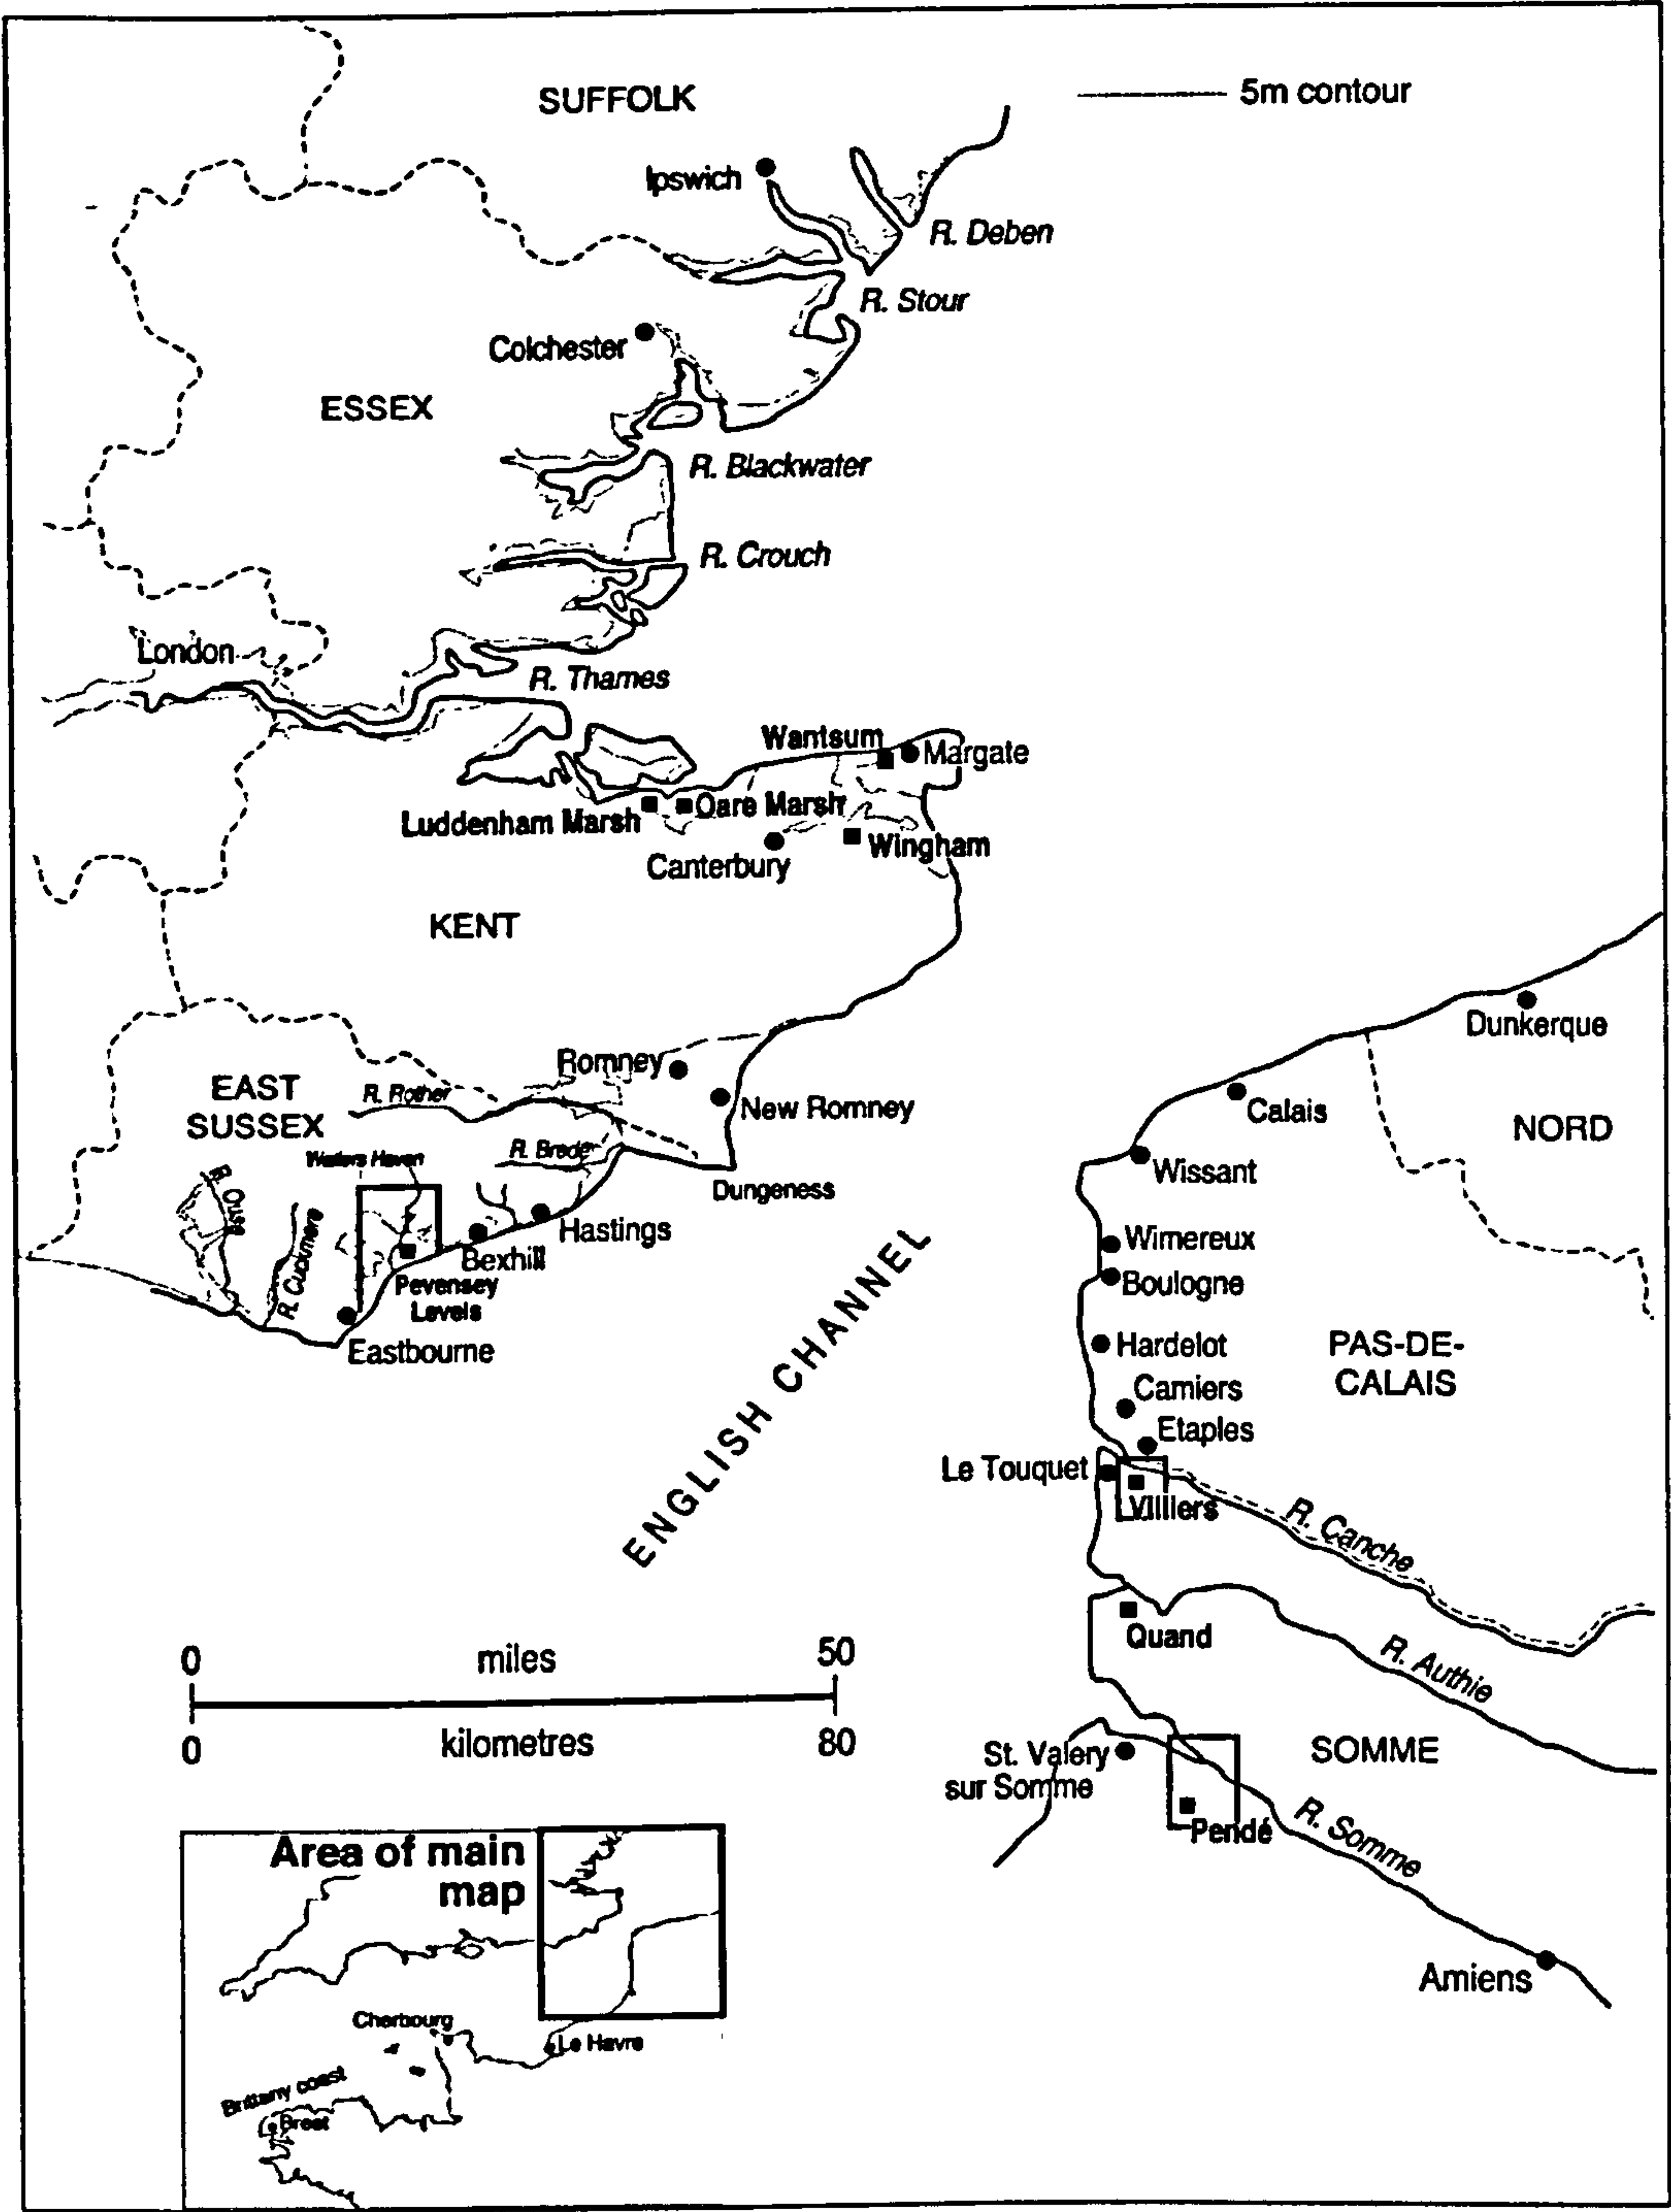 SUFFOLK
5m contour
Ipswich
R. Deben
R. Stour
Colchester
ESSEX
R. Blackwater
R. Crouch
London
R. Thames
Wantsum
Margate
Oare Marsh
Luddenham Marsh
Wingham
Canterbury
KENT
Dunkerque
Romney
EAST
SUSSEX
R. Rother
New Romney
Calais
NORD
R. Brede
Wallers Haven
Wissant
Dungeness
R. Ouse
R. Cuckmere
Hastings
Bexhill
Wimereux
Boulogne
Pevensey
Levels
Eastbourne
ENGLISH CHANNEL
Hardelot
PAS-DE-
CALAIS
Camiers
Etaples
Le Touquet
Villiers
R. Canche
Quand
R. Authie
0 miles 50
0 kilometres 80
St. Valery
sur Somme
SOMME
Pendé
R. Somme
Amiens
Area of main
map
Cherbourg
Le Havre
Brittany coast
Brest